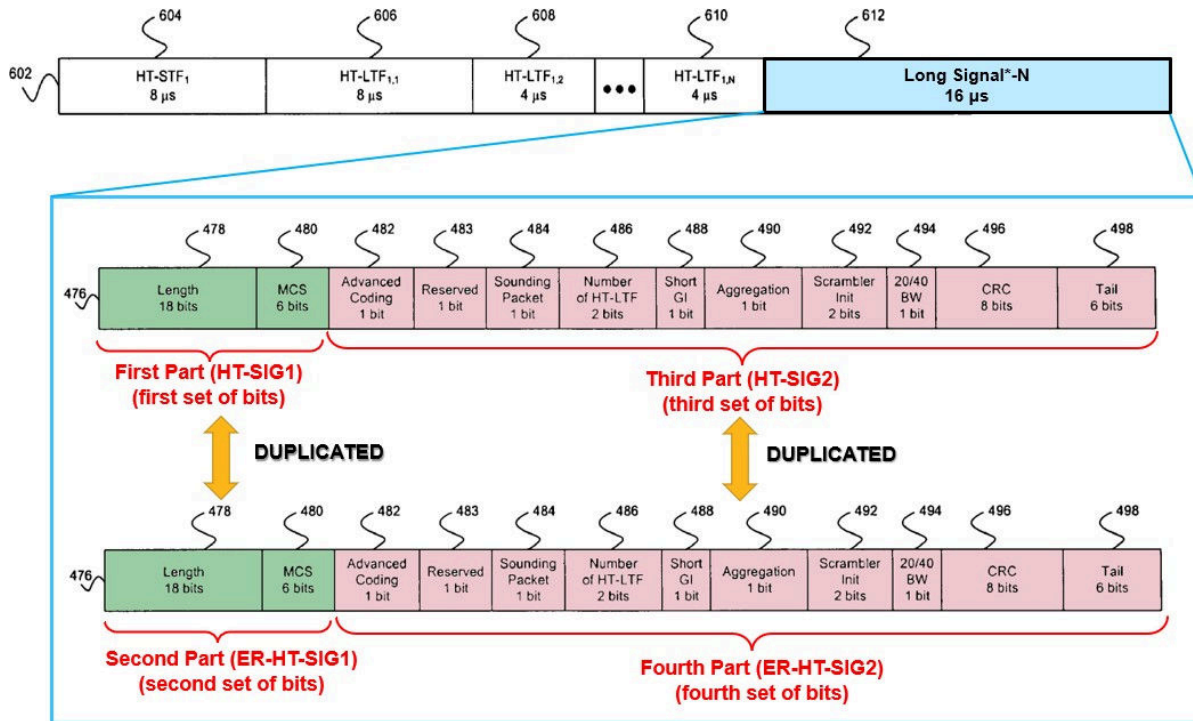 604
606
608
610
612
602
HT-STF1
8 μs
HT-LTF1,1
8 μs
HT-LTF1,2
4 μs
●●●
HT-LTF1,N
4 μs
Long Signal*-N
16 μs
478
480
482
483
484
486
488
490
492
494
496
498
476
Length
18 bits
MCS
6 bits
Advanced
Coding
1 bit
Reserved
1 bit
Sounding
Packet
1 bit
Number
of HT-LTF
2 bits
Short
GI
1 bit
Aggregation
1 bit
Scrambler
Init
2 bits
20/40
BW
1 bit
CRC
8 bits
Tail
6 bits
First Part (HT-SIG1)
(first set of bits)
Third Part (HT-SIG2)
(third set of bits)
DUPLICATED
DUPLICATED
478
480
482
483
484
486
488
490
492
494
496
498
476
Length
18 bits
MCS
6 bits
Advanced
Coding
1 bit
Reserved
1 bit
Sounding
Packet
1 bit
Number
of HT-LTF
2 bits
Short
GI
1 bit
Aggregation
1 bit
Scrambler
Init
2 bits
20/40
BW
1 bit
CRC
8 bits
Tail
6 bits
Second Part (ER-HT-SIG1)
(second set of bits)
Fourth Part (ER-HT-SIG2)
(fourth set of bits)